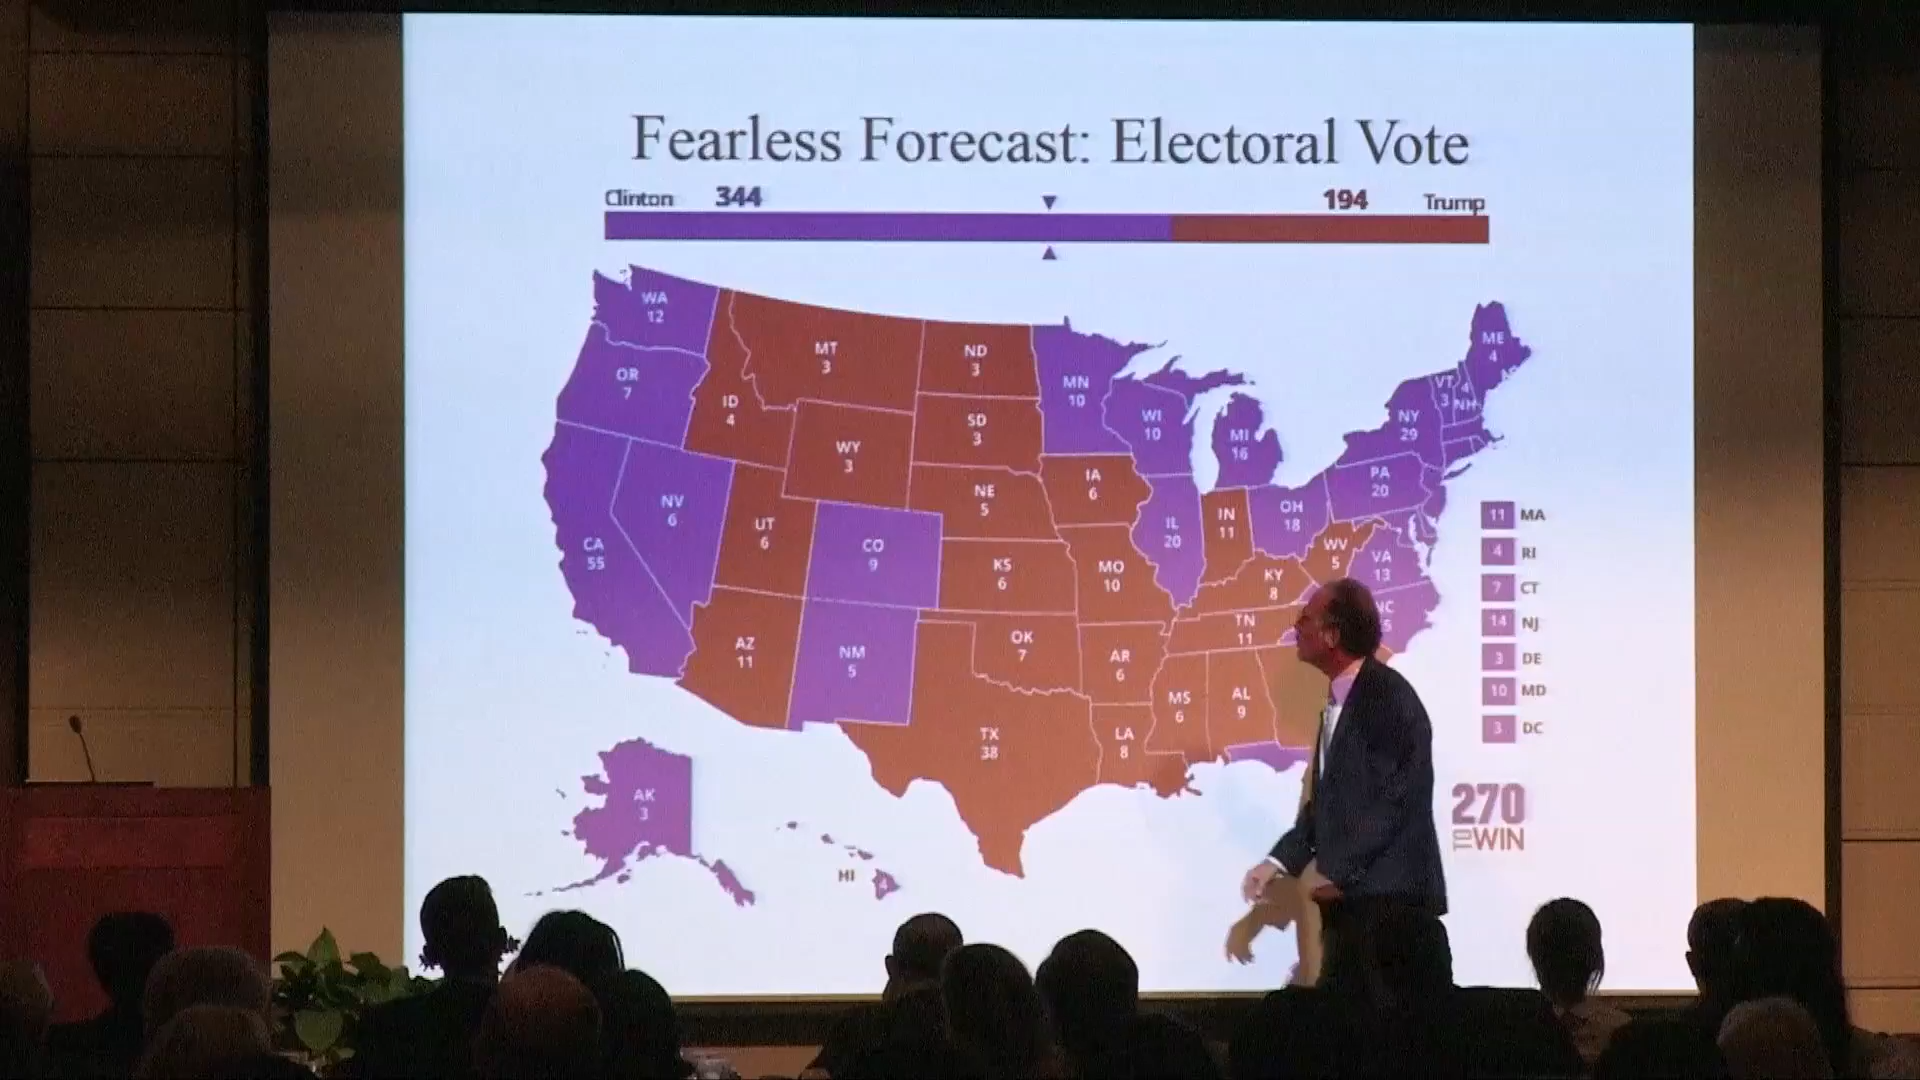 Fearless Forecast: Electoral Vote
Clinton 344 194 Trump
WA
12
OR
7
ID
4
MT
3
ND
3
MN
10
WI
10
MI
16
ME
4
VT
3
4
NH
NY
29
PA
20
SD
3
WY
3
NE
5
IA
6
IL
20
IN
11
OH
18
WV
5
VA
13
NV
6
CA
55
UT
6
CO
9
KS
6
MO
10
KY
8
NC
TN
11
AZ
11
NM
5
OK
7
AR
6
MS
6
AL
9
TX
38
LA
8
AK
3
HI
4
11 MA
4 RI
7 CT
14 NJ
3 DE
10 MD
3 DC
270
TO WIN